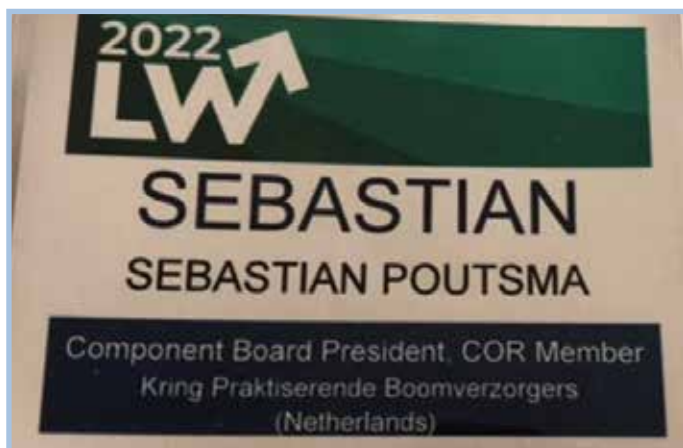 2022
LW
SEBASTIAN
SEBASTIAN POUTSMA
Component Board President, COR Member
Kring Praktiserende Boomverzorgers
(Netherlands)